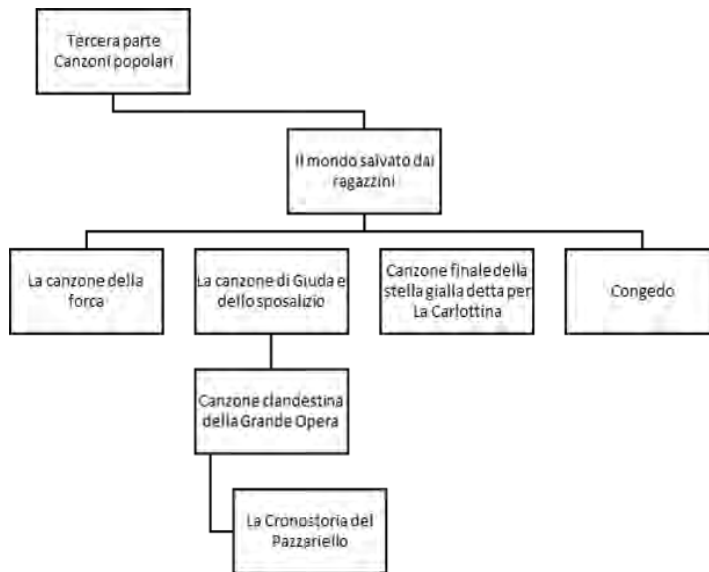 Tercera parte
Canzoni popolari
Il mondo salvato dai
ragazzini
La canzone della
forca
La canzone di Giuda e
dello sposalizio
Canzone finale della
stella gialla detta per
La Carlottina
Congedo
Canzone clandestina
della Grande Opera
La Cronostoria del
Pazzariello